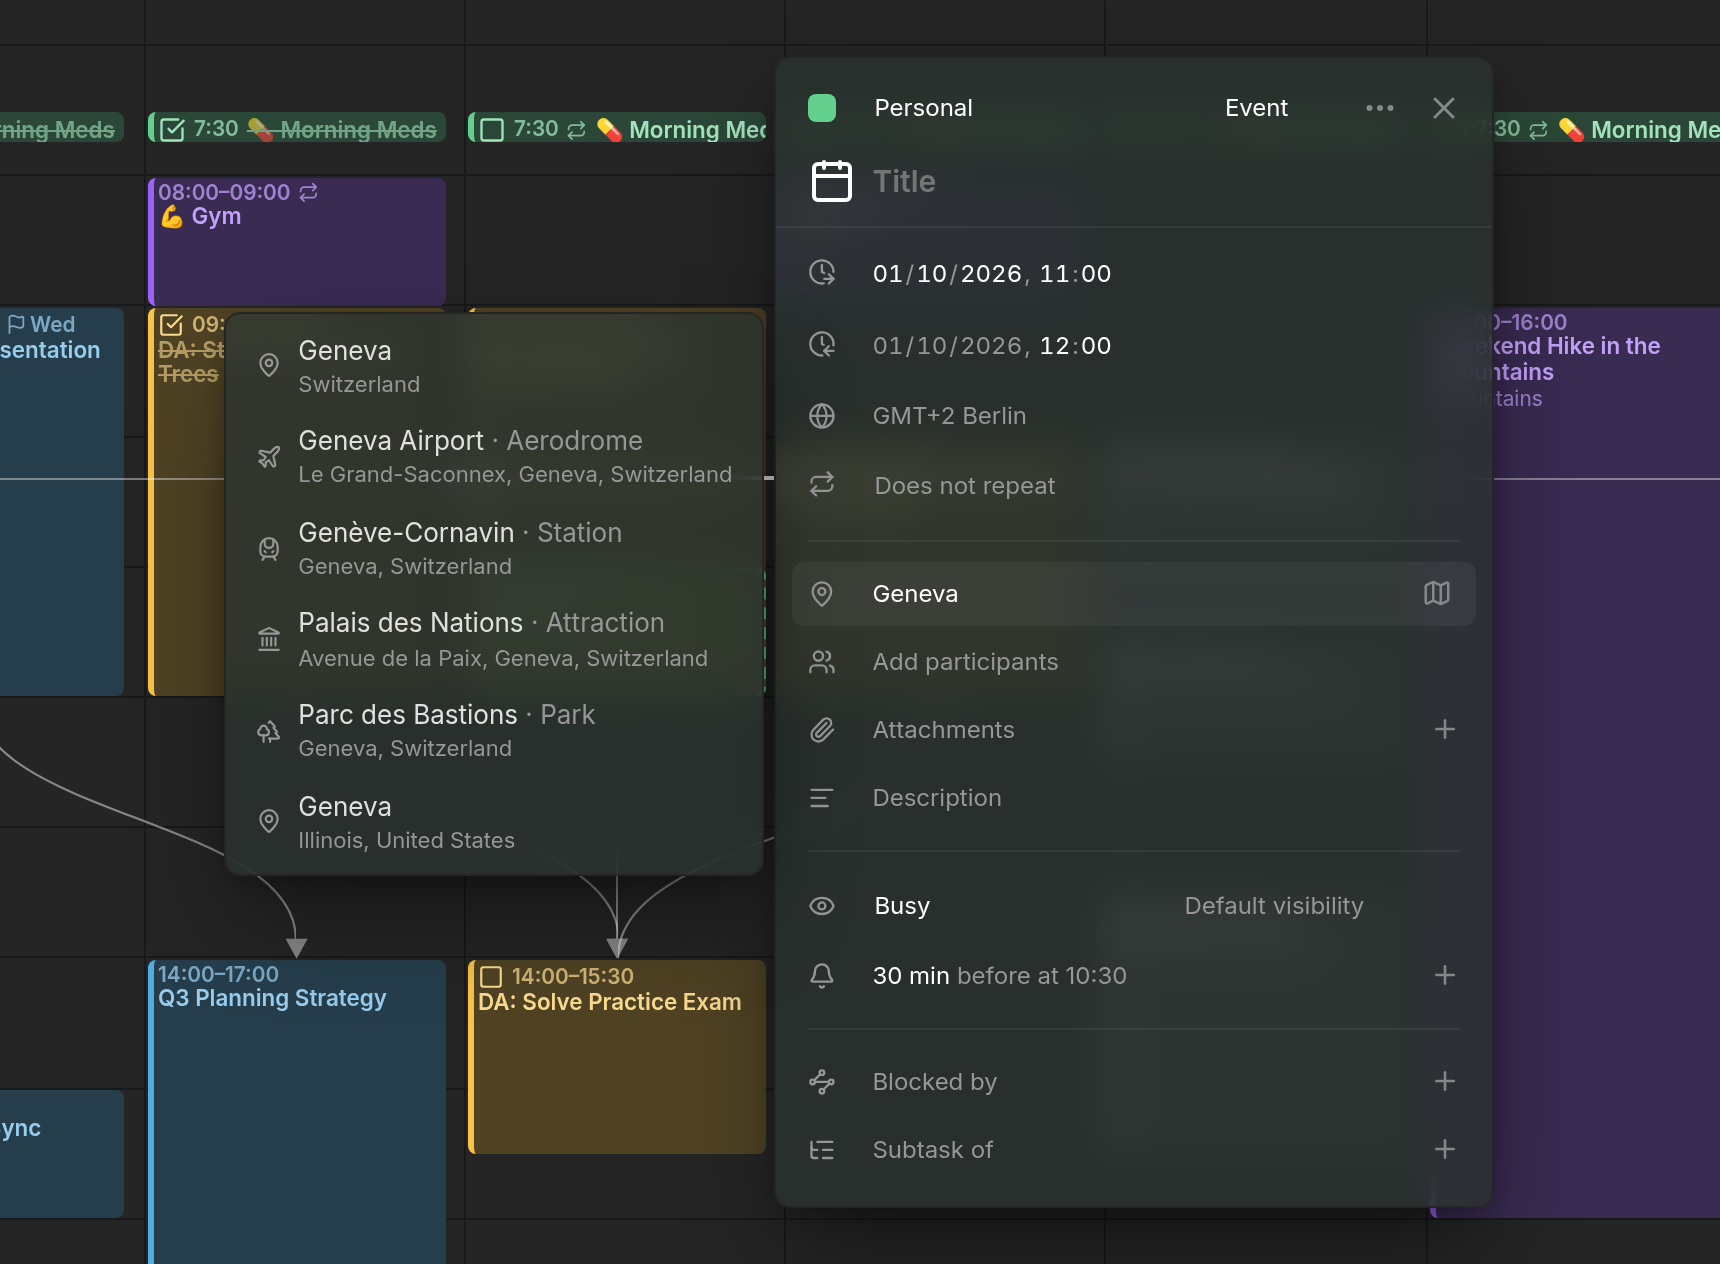 ning Meds
7:30 💊 Morning Meds
7:30 💊 Morning Med
7:30 💊 Morning Me
08:00–09:00
💪 Gym
Wed
sentation
09:
DA: St
Trees
Geneva
Switzerland
Geneva Airport · Aerodrome
Le Grand-Saconnex, Geneva, Switzerland
Genève-Cornavin · Station
Geneva, Switzerland
Palais des Nations · Attraction
Avenue de la Paix, Geneva, Switzerland
Parc des Bastions · Park
Geneva, Switzerland
Geneva
Illinois, United States
14:00–17:00
Q3 Planning Strategy
14:00–15:30
DA: Solve Practice Exam
ync
Personal
Event
Title
01/10/2026, 11:00
01/10/2026, 12:00
GMT+2 Berlin
Does not repeat
Geneva
Add participants
Attachments
Description
Busy
Default visibility
30 min before at 10:30
Blocked by
Subtask of
00–16:00
ekend Hike in the
untains
untains